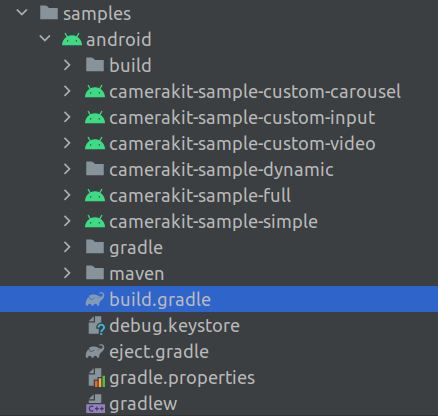 samples
android
build
camerakit-sample-custom-carousel
camerakit-sample-custom-input
camerakit-sample-custom-video
camerakit-sample-dynamic
camerakit-sample-full
camerakit-sample-simple
gradle
maven
build.gradle
debug.keystore
eject.gradle
gradle.properties
C++ gradlew